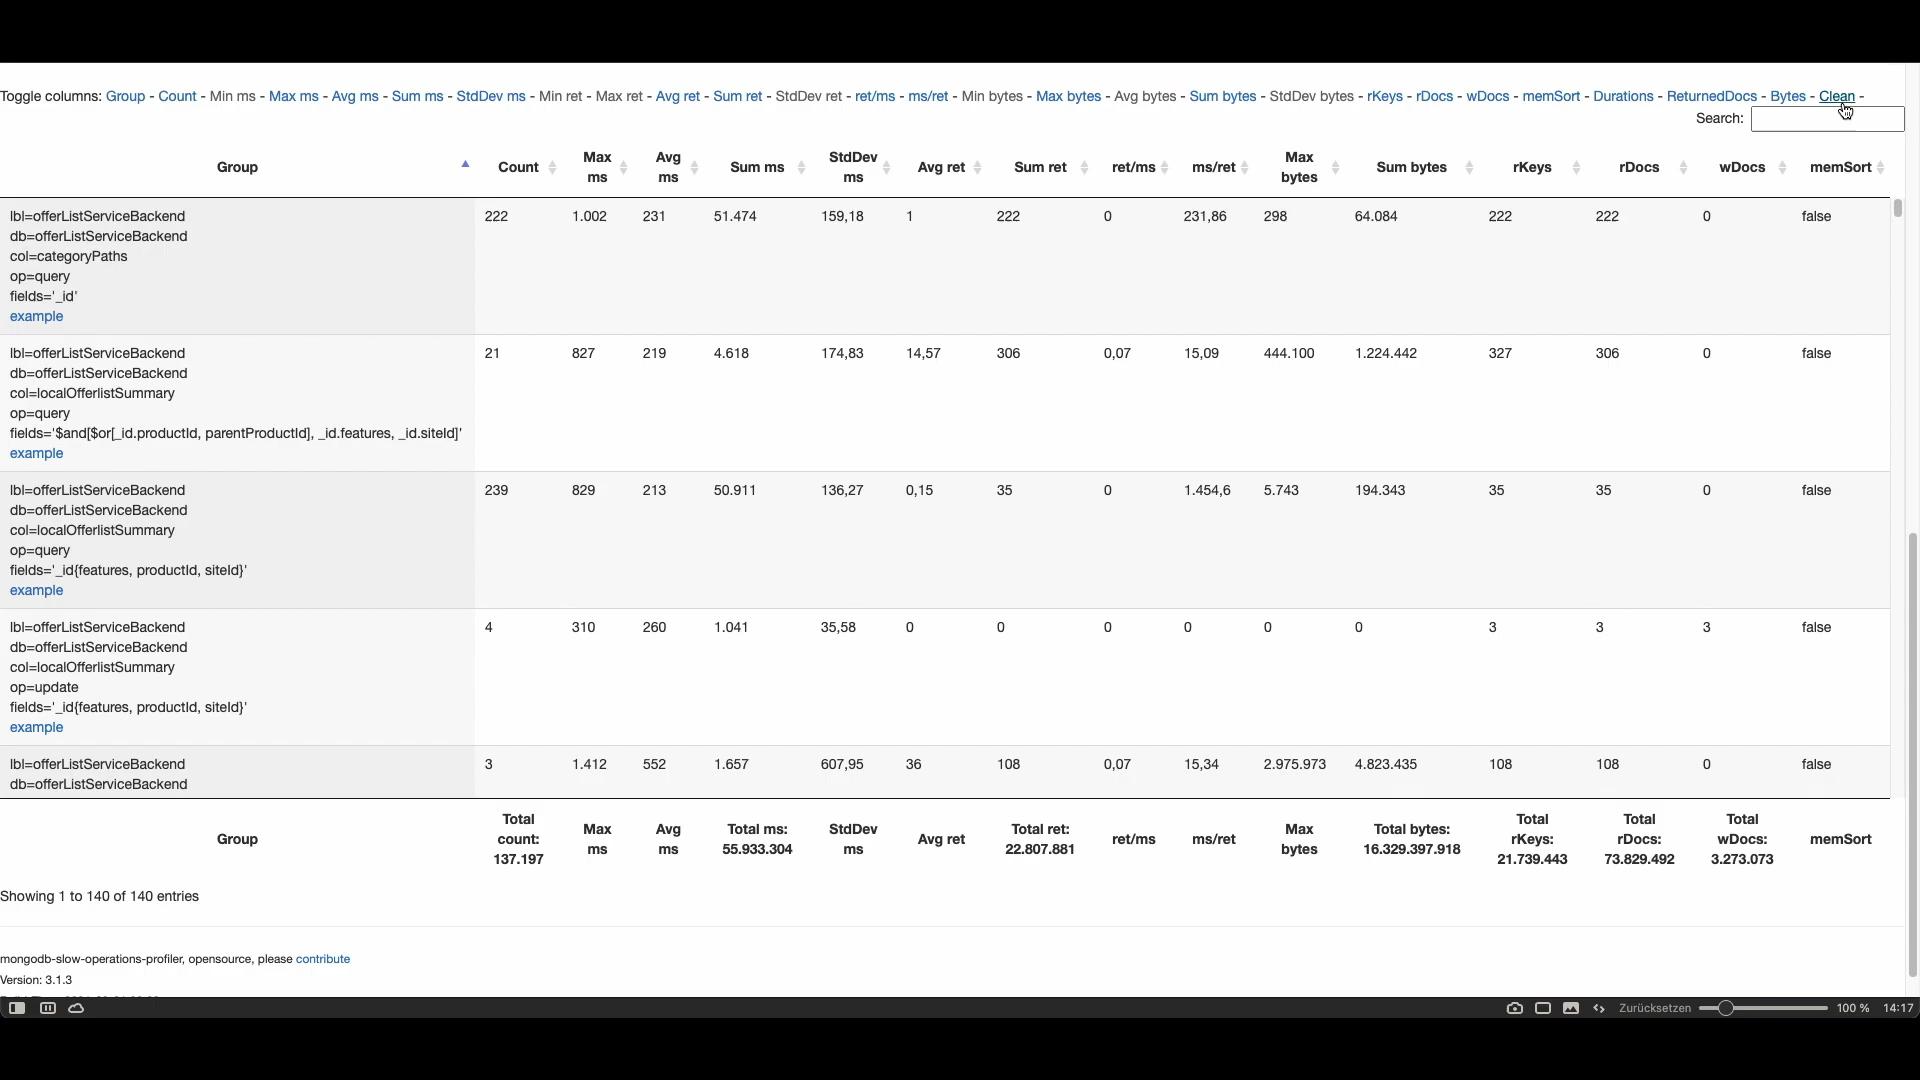 Toggle columns: Group - Count - Min ms - Max ms - Avg ms - Sum ms - StdDev ms - Min ret - Max ret - Avg ret - Sum ret - StdDev ret - ret/ms - ms/ret - Min bytes - Max bytes - Avg bytes - Sum bytes - StdDev bytes - rKeys - rDocs - wDocs - memSort - Durations - ReturnedDocs - Bytes - Clean -
Search:
Group Count Max ms Avg ms Sum ms StdDev ms Avg ret Sum ret ret/ms ms/ret Max bytes Sum bytes rKeys rDocs wDocs memSort
lbl=offerListServiceBackend 222 1.002 231 51.474 159,18 1 222 0 231,86 298 64.084 222 222 0 false
db=offerListServiceBackend
col=categoryPaths
op=query
fields='_id'
example
lbl=offerListServiceBackend 21 827 219 4.618 174,83 14,57 306 0,07 15,09 444.100 1.224.442 327 306 0 false
db=offerListServiceBackend
col=localOfferlistSummary
op=query
fields='$and[$or[_id.productId, parentProductId], _id.features, _id.siteId]'
example
lbl=offerListServiceBackend 239 829 213 50.911 136,27 0,15 35 0 1.454,6 5.743 194.343 35 35 0 false
db=offerListServiceBackend
col=localOfferlistSummary
op=query
fields='_id{features, productId, siteId}'
example
lbl=offerListServiceBackend 4 310 260 1.041 35,58 0 0 0 0 0 0 3 3 3 false
db=offerListServiceBackend
col=localOfferlistSummary
op=update
fields='_id{features, productId, siteId}'
example
lbl=offerListServiceBackend 3 1.412 552 1.657 607,95 36 108 0,07 15,34 2.975.973 4.823.435 108 108 0 false
db=offerListServiceBackend
Group Total count: 137.197 Max ms Avg ms Total ms: 55.933.304 StdDev ms Avg ret Total ret: 22.807.881 ret/ms ms/ret Max bytes Total bytes: 16.329.397.918 Total rKeys: 21.739.443 Total rDocs: 73.829.492 Total wDocs: 3.273.073 memSort
Showing 1 to 140 of 140 entries
mongodb-slow-operations-profiler, opensource, please contribute
Version: 3.1.3
Zurücksetzen 100 % 14:17